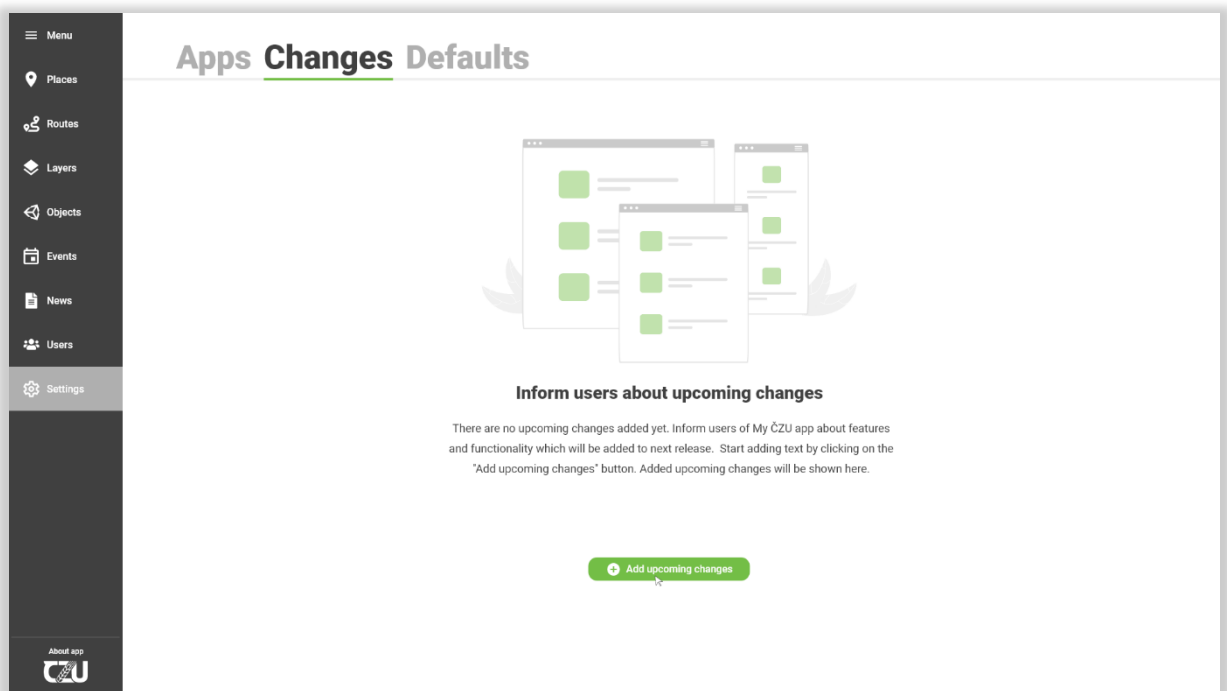 Menu
Places
Routes
Layers
Objects
Events
News
Users
Settings
About app
ČZU
Apps Changes Defaults
Inform users about upcoming changes
There are no upcoming changes added yet. Inform users of My ČZU app about features
and functionality which will be added to next release. Start adding text by clicking on the
"Add upcoming changes" button. Added upcoming changes will be shown here.
Add upcoming changes